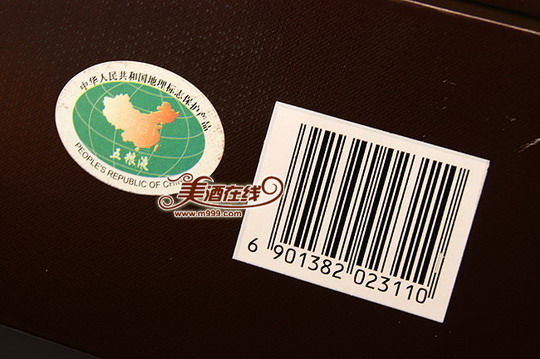 中华人民共和国地理标志保护产品
五粮液
PEOPLE'S REPUBLIC OF
美酒在线
www.m999.com
6 901382 023110